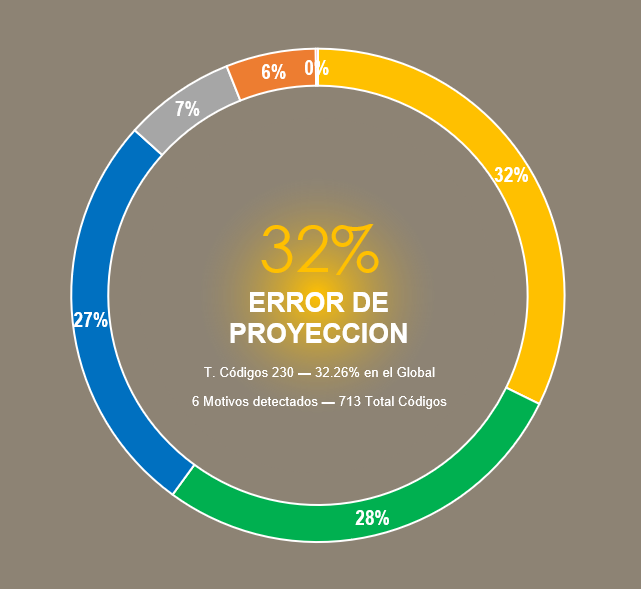 6%
0%
7%
32%
32%
ERROR DE
PROYECCION
27%
T. Códigos 230 — 32.26% en el Global
6 Motivos detectados — 713 Total Códigos
28%